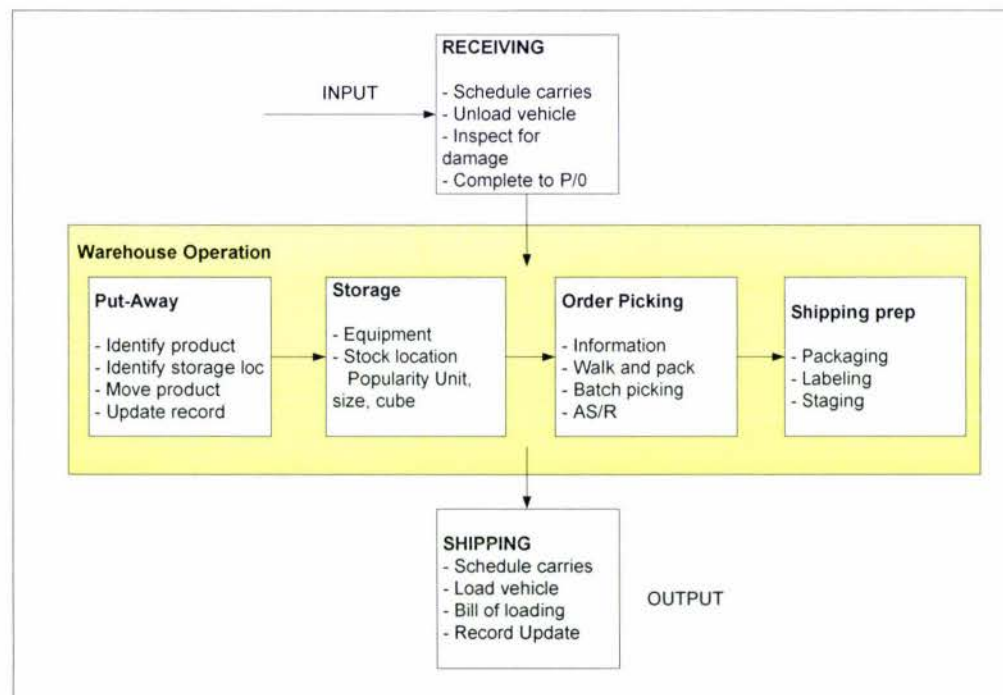 RECEIVING
- Schedule carries
- Unload vehicle
- Inspect for
damage
- Complete to P/0
INPUT
Warehouse Operation
Put-Away
- Identify product
- Identify storage loc
- Move product
- Update record
Storage
- Equipment
- Stock location
Popularity Unit,
size, cube
Order Picking
- Information
- Walk and pack
- Batch picking
- AS/R
Shipping prep
- Packaging
- Labeling
- Staging
SHIPPING
- Schedule carries
- Load vehicle
- Bill of loading
- Record Update
OUTPUT